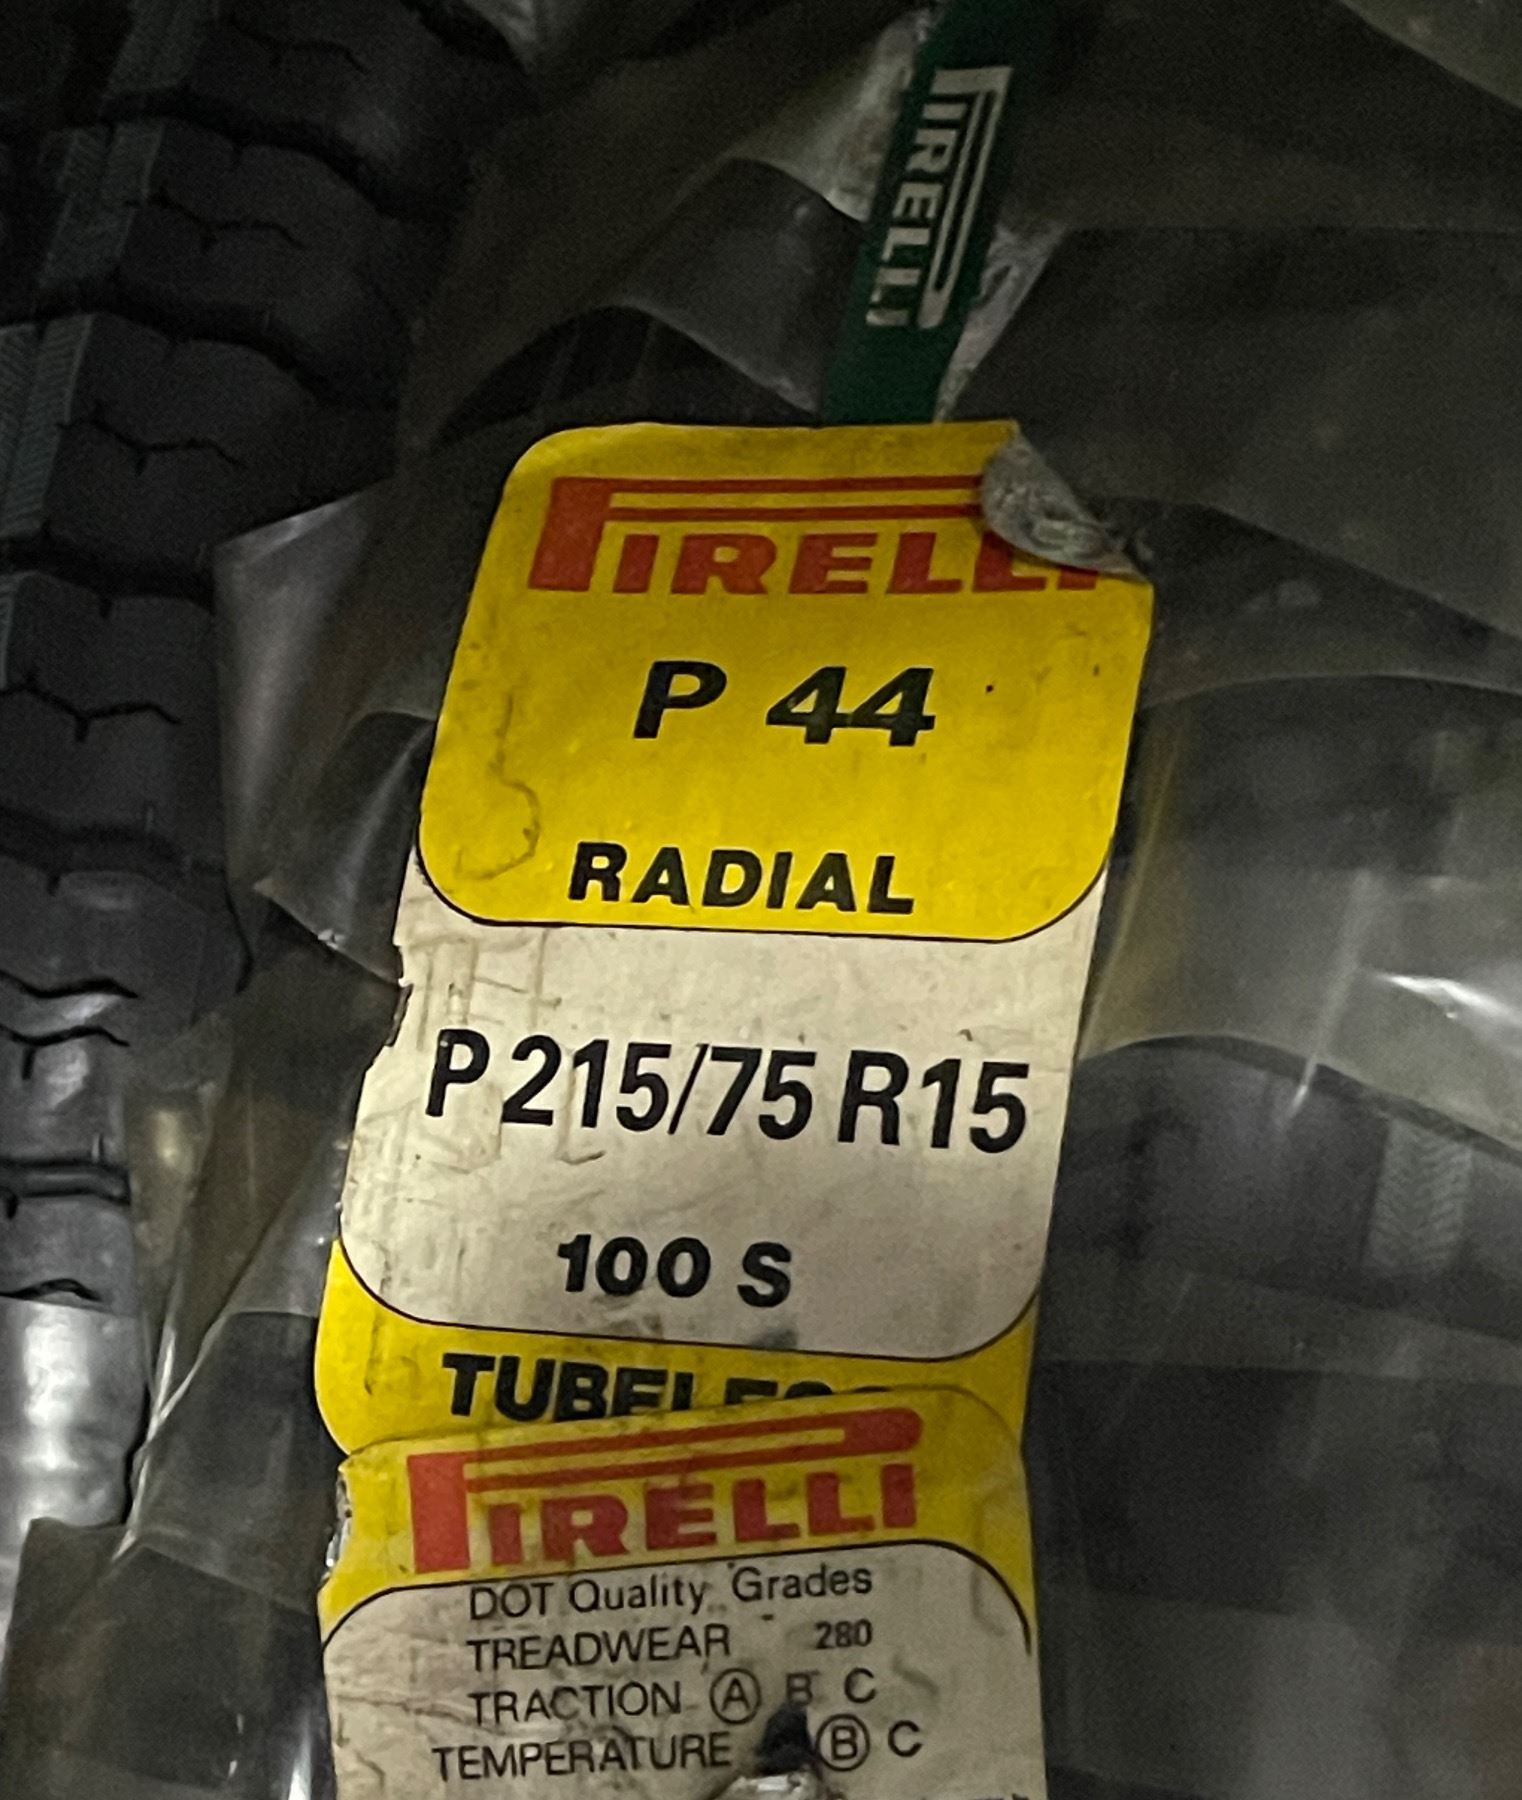 PIRELLI
PIRELLI
P 44
RADIAL
P 215/75 R15
100 S
PIRELLI
DOT Quality Grades
TREADWEAR 280
TRACTION A B C
TEMPERATURE B C